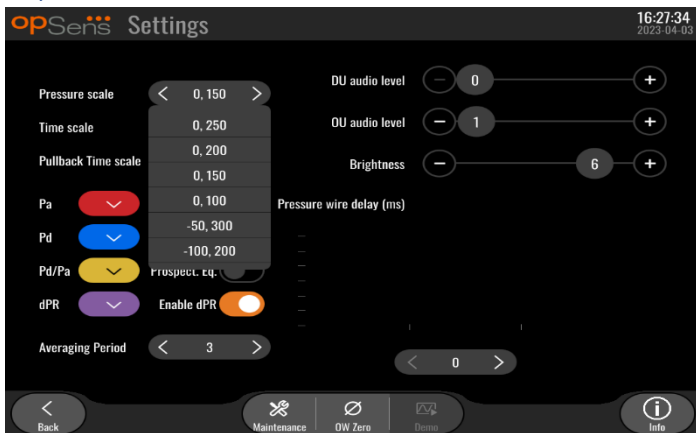 opSens Settings
16:27:34
2023-04-03
Pressure scale
0, 150
0, 250
0, 200
0, 150
0, 100
-50, 300
-100, 200
Time scale
Pullback Time scale
Pa
Pd
Pd/Pa
Prospect. Eq.
dPR
Enable dPR
Averaging Period
3
DU audio level
0
OU audio level
1
Brightness
6
Pressure wire delay (ms)
0
Back
Maintenance
OW Zero
Demo
Info